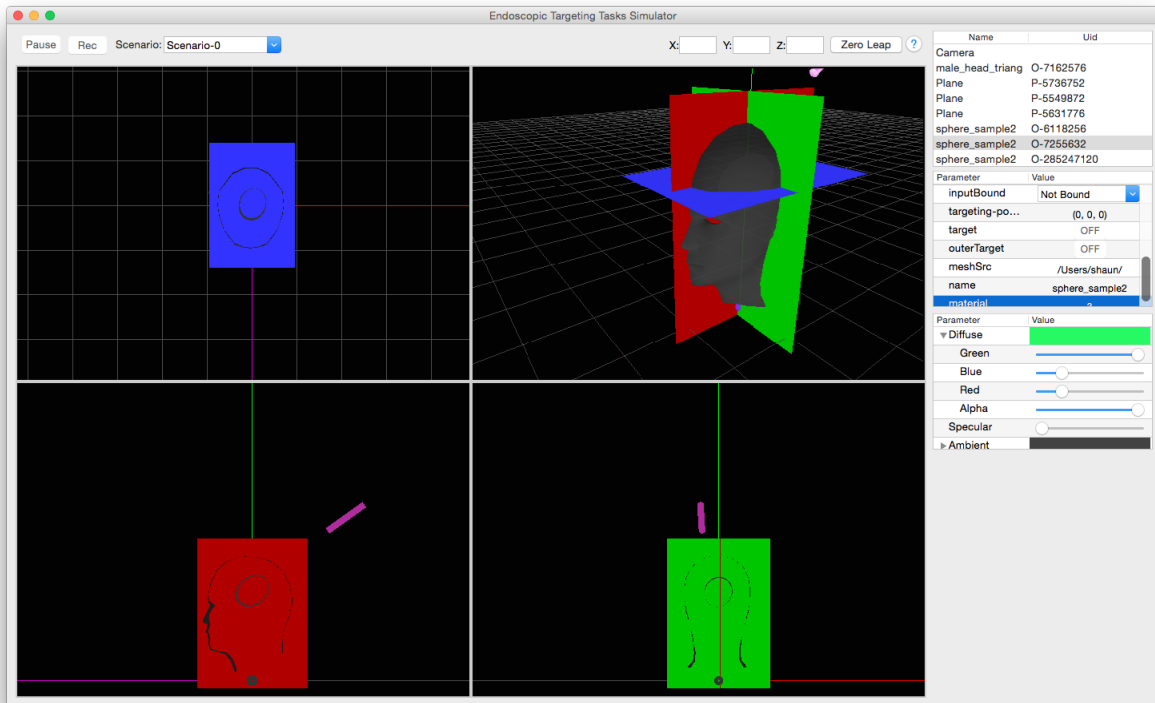 Endoscopic Targeting Tasks Simulator
Pause Rec Scenario: Scenario-0 X: Y: Z: Zero Leap ?
Name Uid
Camera
male_head_triang O-7162576
Plane P-5736752
Plane P-5549872
Plane P-5631776
sphere_sample2 O-6118256
sphere_sample2 O-7255632
sphere_sample2 O-285247120
Parameter Value
inputBound Not Bound
targeting-po... (0, 0, 0)
target OFF
outerTarget OFF
meshSrc /Users/shaun/
name sphere_sample2
material
Parameter Value
Diffuse
Green
Blue
Red
Alpha
Specular
Ambient